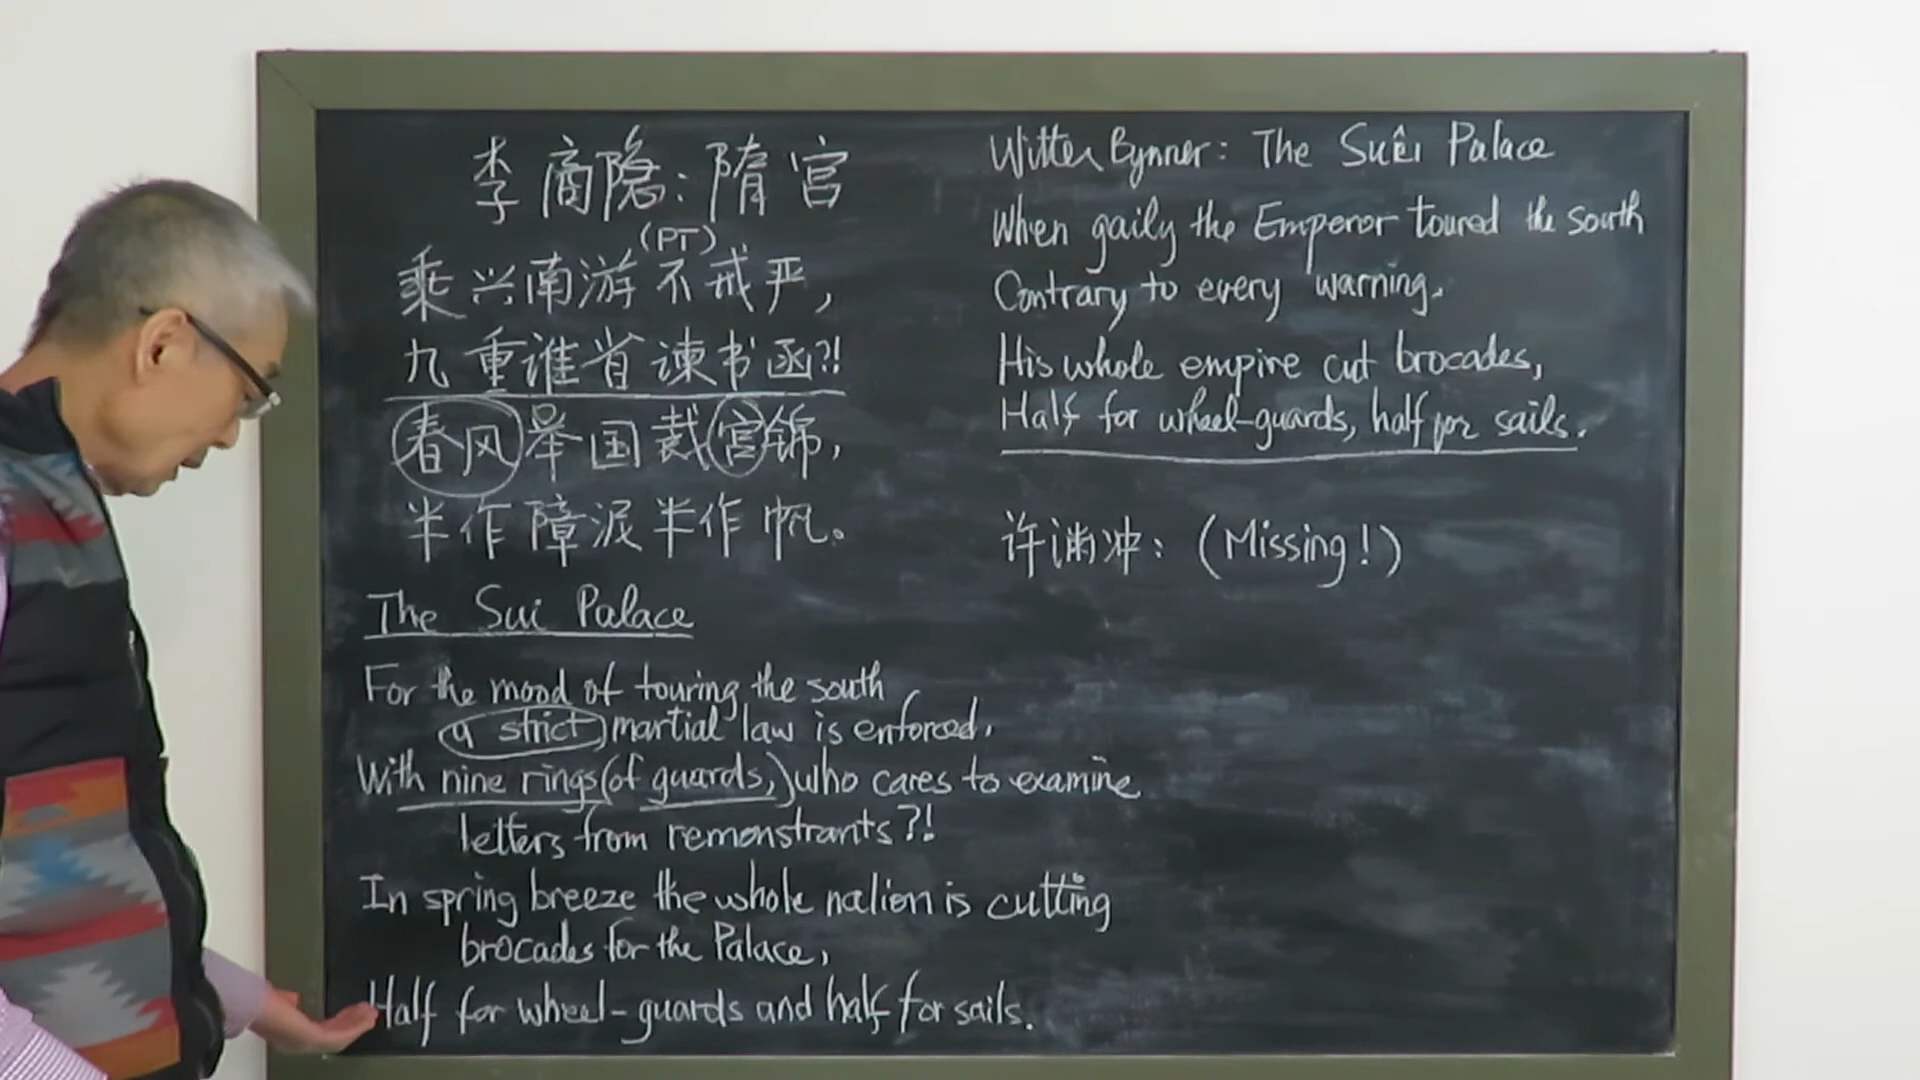 李商隐：隋宫
(PT)
乘兴南游不戒严，
九重谁省谏书函?!
春风举国裁宫锦，
半作障泥半作帆。
The Sui Palace
For the mood of touring the south
a strict martial law is enforced.
With nine rings (of guards,) who cares to examine
letters from remonstrants?!
In spring breeze the whole nation is cutting
brocades for the Palace,
Half for wheel-guards and half for sails.
Witter Bynner: The Suêi Palace
When gaily the Emperor toured the south
Contrary to every warning,
His whole empire cut brocades,
Half for wheel-guards, half for sails.
许渊冲：(Missing!)